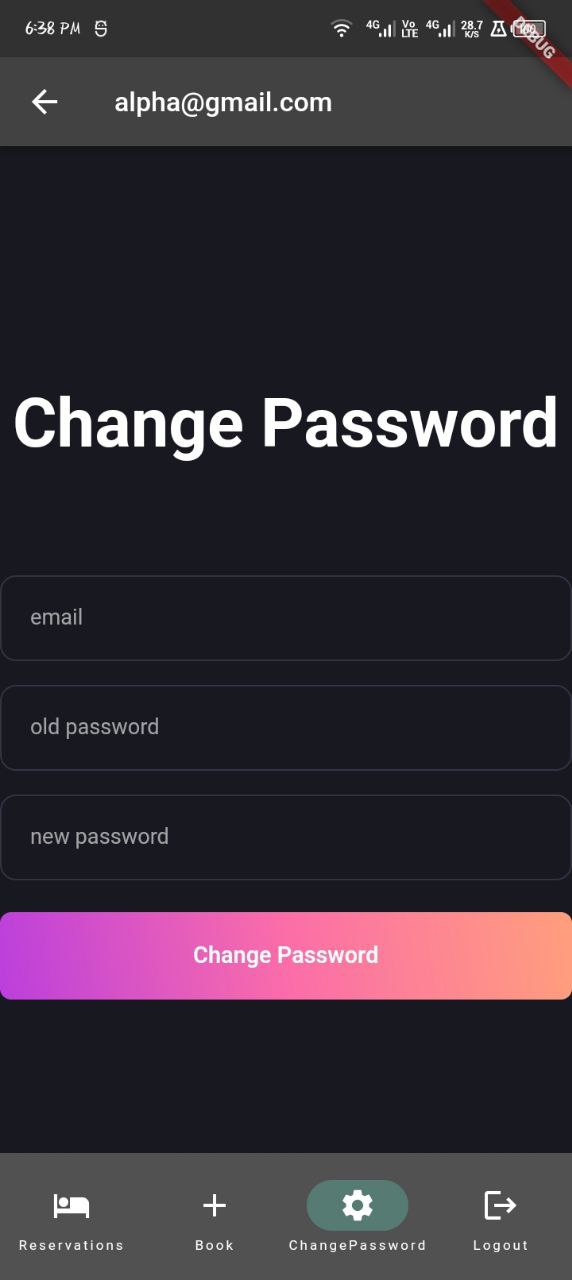 6:38 PM 4G Vo LTE 4G 28.7 K/S 100
DEBUG
alpha@gmail.com
Change Password
email
old password
new password
Change Password
Reservations Book ChangePassword Logout